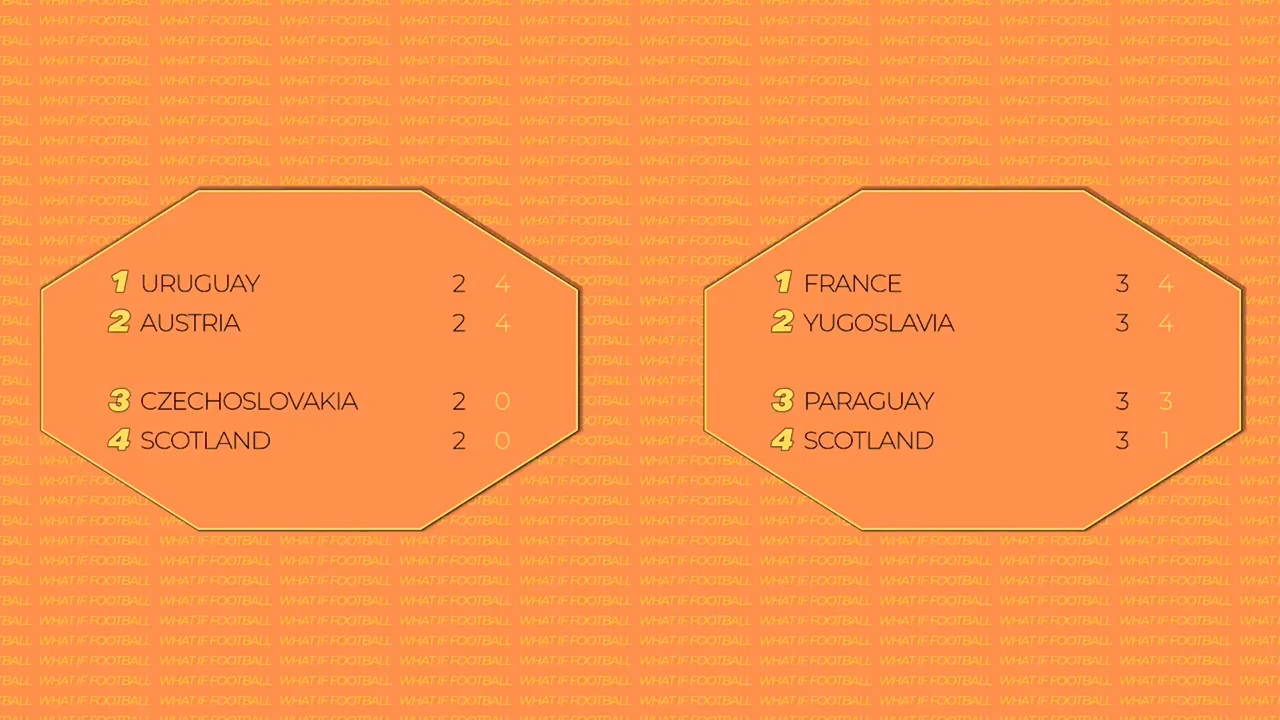 WHAT IF FOOTBALL
1 URUGUAY 2 4
2 AUSTRIA 2 4
3 CZECHOSLOVAKIA 2 0
4 SCOTLAND 2 0
1 FRANCE 3 4
2 YUGOSLAVIA 3 4
3 PARAGUAY 3 3
4 SCOTLAND 3 1